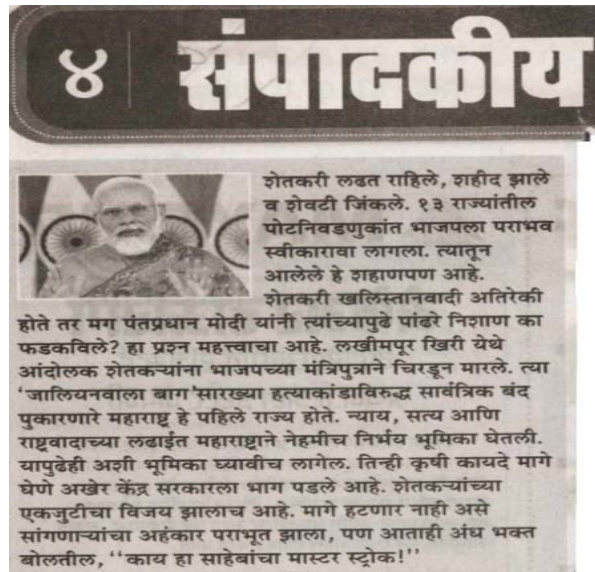 ४
संपादकीय
शेतकरी लढत राहिले, शहीद झाले
व शेवटी जिंकले. १३ राज्यांतील
पोटनिवडणुकांत भाजपला पराभव
स्वीकारावा लागला. त्यातून
आलेले हे शहाणपण आहे.
शेतकरी खलिस्तानवादी अतिरेकी
होते तर मग पंतप्रधान मोदी यांनी त्यांच्यापुढे पांढरे निशाण का
फडकविले? हा प्रश्न महत्त्वाचा आहे. लखीमपूर खिरी येथे
आंदोलक शेतकऱ्यांना भाजपच्या मंत्रिपुत्राने चिरडून मारले. त्या
‘जालियनवाला बाग’सारख्या हत्याकांडाविरुद्ध सार्वत्रिक बंद
पुकारणारे महाराष्ट्र हे पहिले राज्य होते. न्याय, सत्य आणि
राष्ट्रवादाच्या लढाईत महाराष्ट्राने नेहमीच निर्भय भूमिका घेतली.
यापुढेही अशी भूमिका घ्यावीच लागेल. तिन्ही कृषी कायदे मागे
घेणे अखेर केंद्र सरकारला भाग पडले आहे. शेतकऱ्यांच्या
एकजुटीचा विजय झालाच आहे. मागे हटणार नाही असे
सांगणाऱ्यांचा अहंकार पराभूत झाला, पण आताही अंध भक्त
बोलतील, ‘‘काय हा साहेबांचा मास्टर स्ट्रोक!’’